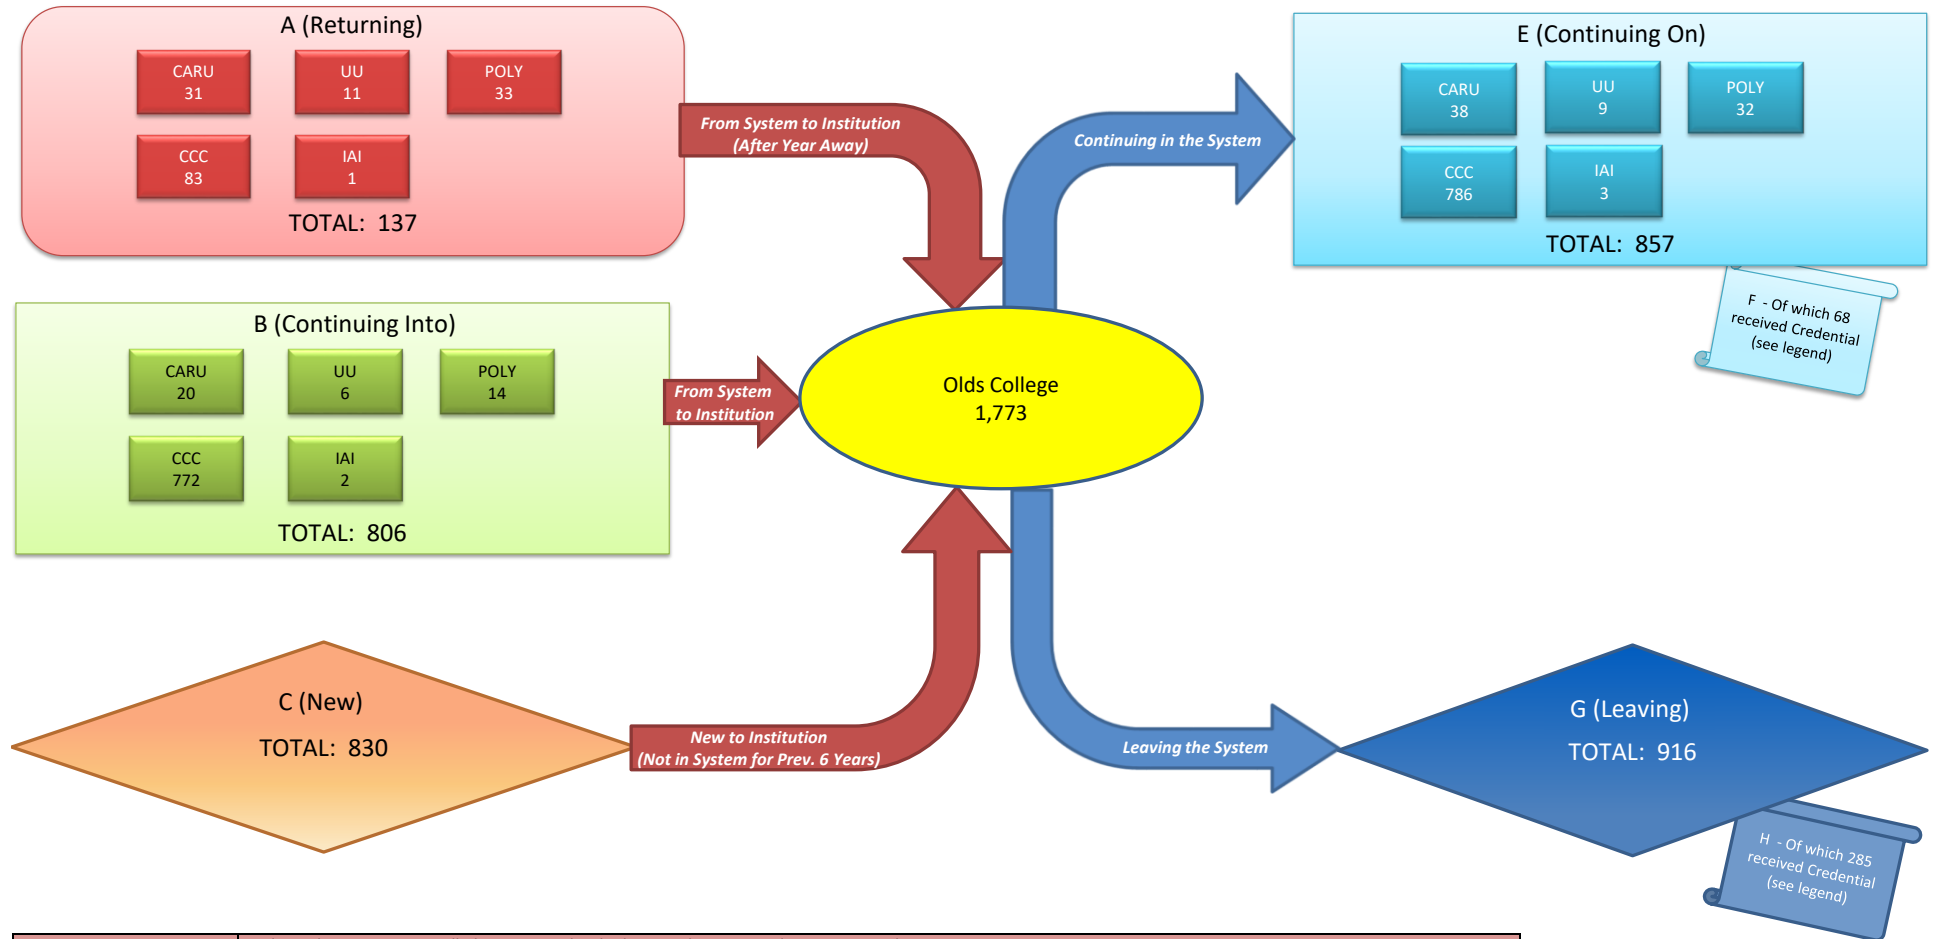 A (Returning)
CARU
31
UU
11
POLY
33
CCC
83
IAI
1
TOTAL: 137
From System to Institution
(After Year Away)
B (Continuing Into)
CARU
20
UU
6
POLY
14
CCC
772
IAI
2
TOTAL: 806
From System
to Institution
C (New)
TOTAL: 830
New to Institution
(Not in System for Prev. 6 Years)
Olds College
1,773
Continuing in the System
E (Continuing On)
CARU
38
UU
9
POLY
32
CCC
786
IAI
3
TOTAL: 857
F - Of which 68
received Credential
(see legend)
Leaving the System
G (Leaving)
TOTAL: 916
H - Of which 285
received Credential
(see legend)